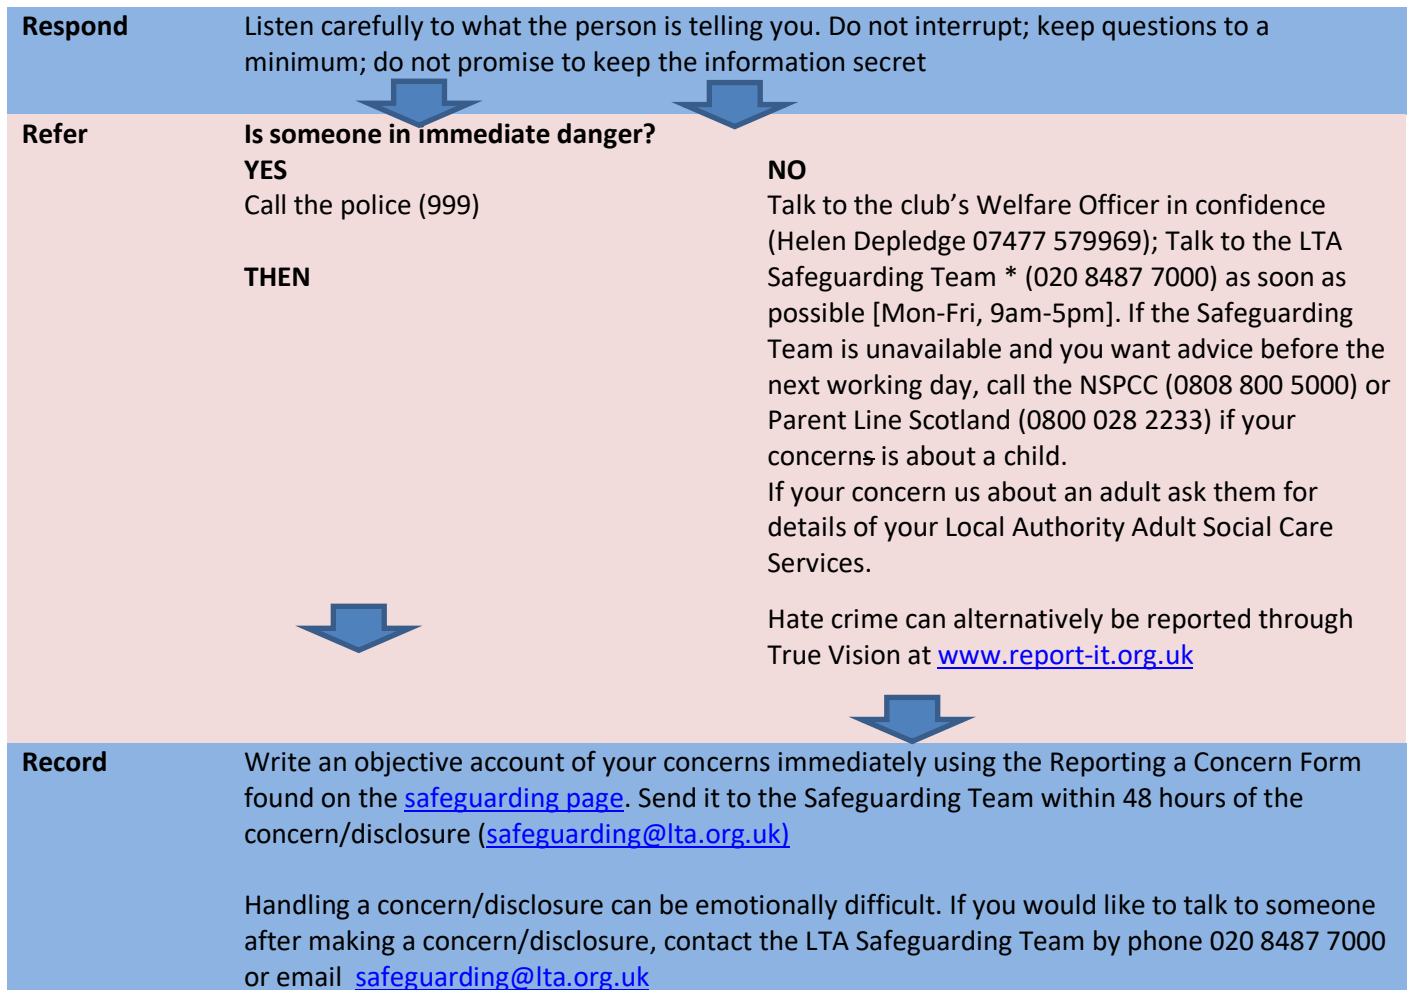 Respond
Listen carefully to what the person is telling you. Do not interrupt; keep questions to a
minimum; do not promise to keep the information secret
Refer
Is someone in immediate danger?
YES
Call the police (999)
THEN
NO
Talk to the club’s Welfare Officer in confidence
(Helen Depledge 07477 579969); Talk to the LTA
Safeguarding Team * (020 8487 7000) as soon as
possible [Mon-Fri, 9am-5pm]. If the Safeguarding
Team is unavailable and you want advice before the
next working day, call the NSPCC (0808 800 5000) or
Parent Line Scotland (0800 028 2233) if your
concerns is about a child.
If your concern us about an adult ask them for
details of your Local Authority Adult Social Care
Services.
Hate crime can alternatively be reported through
True Vision at www.report-it.org.uk
Record
Write an objective account of your concerns immediately using the Reporting a Concern Form
found on the safeguarding page. Send it to the Safeguarding Team within 48 hours of the
concern/disclosure (safeguarding@lta.org.uk)
Handling a concern/disclosure can be emotionally difficult. If you would like to talk to someone
after making a concern/disclosure, contact the LTA Safeguarding Team by phone 020 8487 7000
or email safeguarding@lta.org.uk